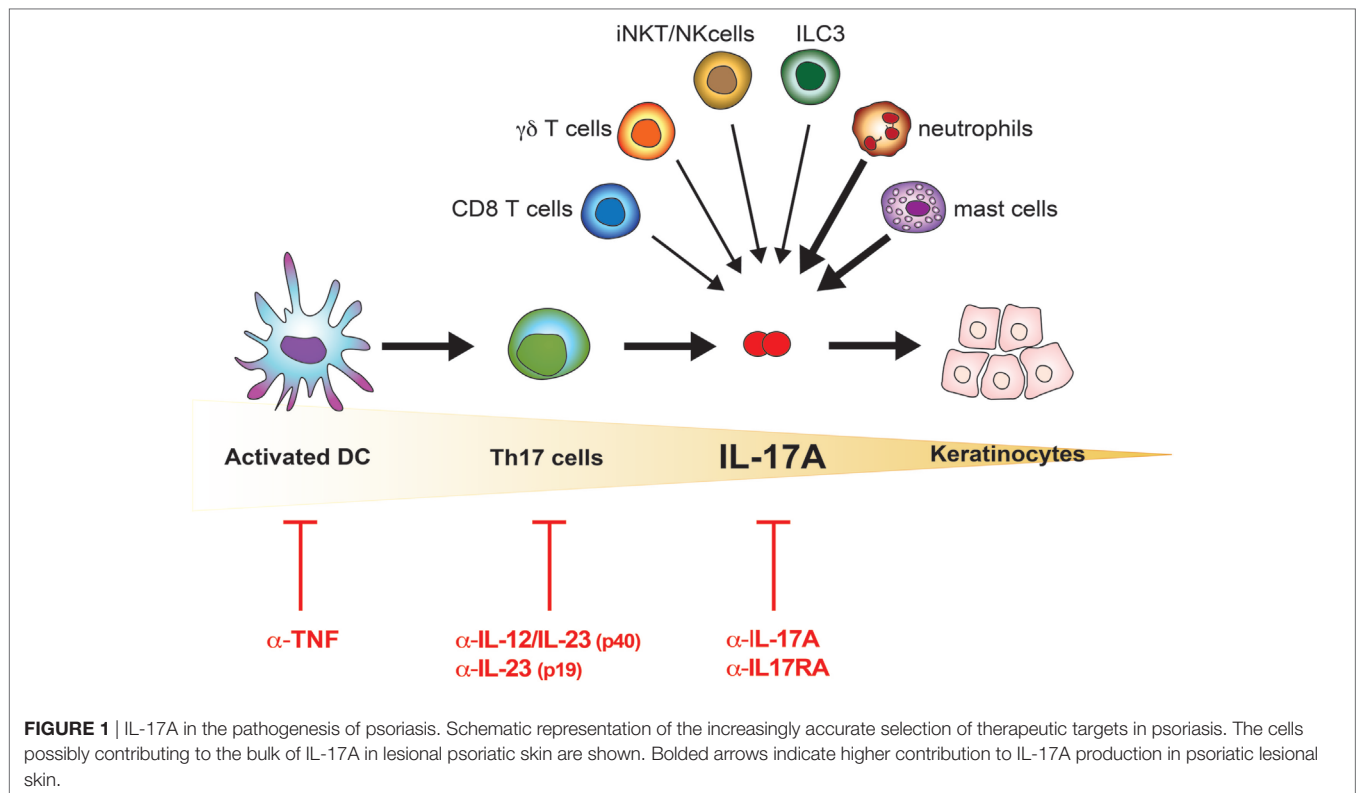 iNKT/NKcells
ILC3
γδ T cells
neutrophils
CD8 T cells
mast cells
Activated DC
Th17 cells
IL-17A
Keratinocytes
α-TNF
α-IL-12/IL-23 (p40)
α-IL-23 (p19)
α-IL-17A
α-IL17RA
FIGURE 1 | IL-17A in the pathogenesis of psoriasis. Schematic representation of the increasingly accurate selection of therapeutic targets in psoriasis. The cells
possibly contributing to the bulk of IL-17A in lesional psoriatic skin are shown. Bolded arrows indicate higher contribution to IL-17A production in psoriatic lesional
skin.